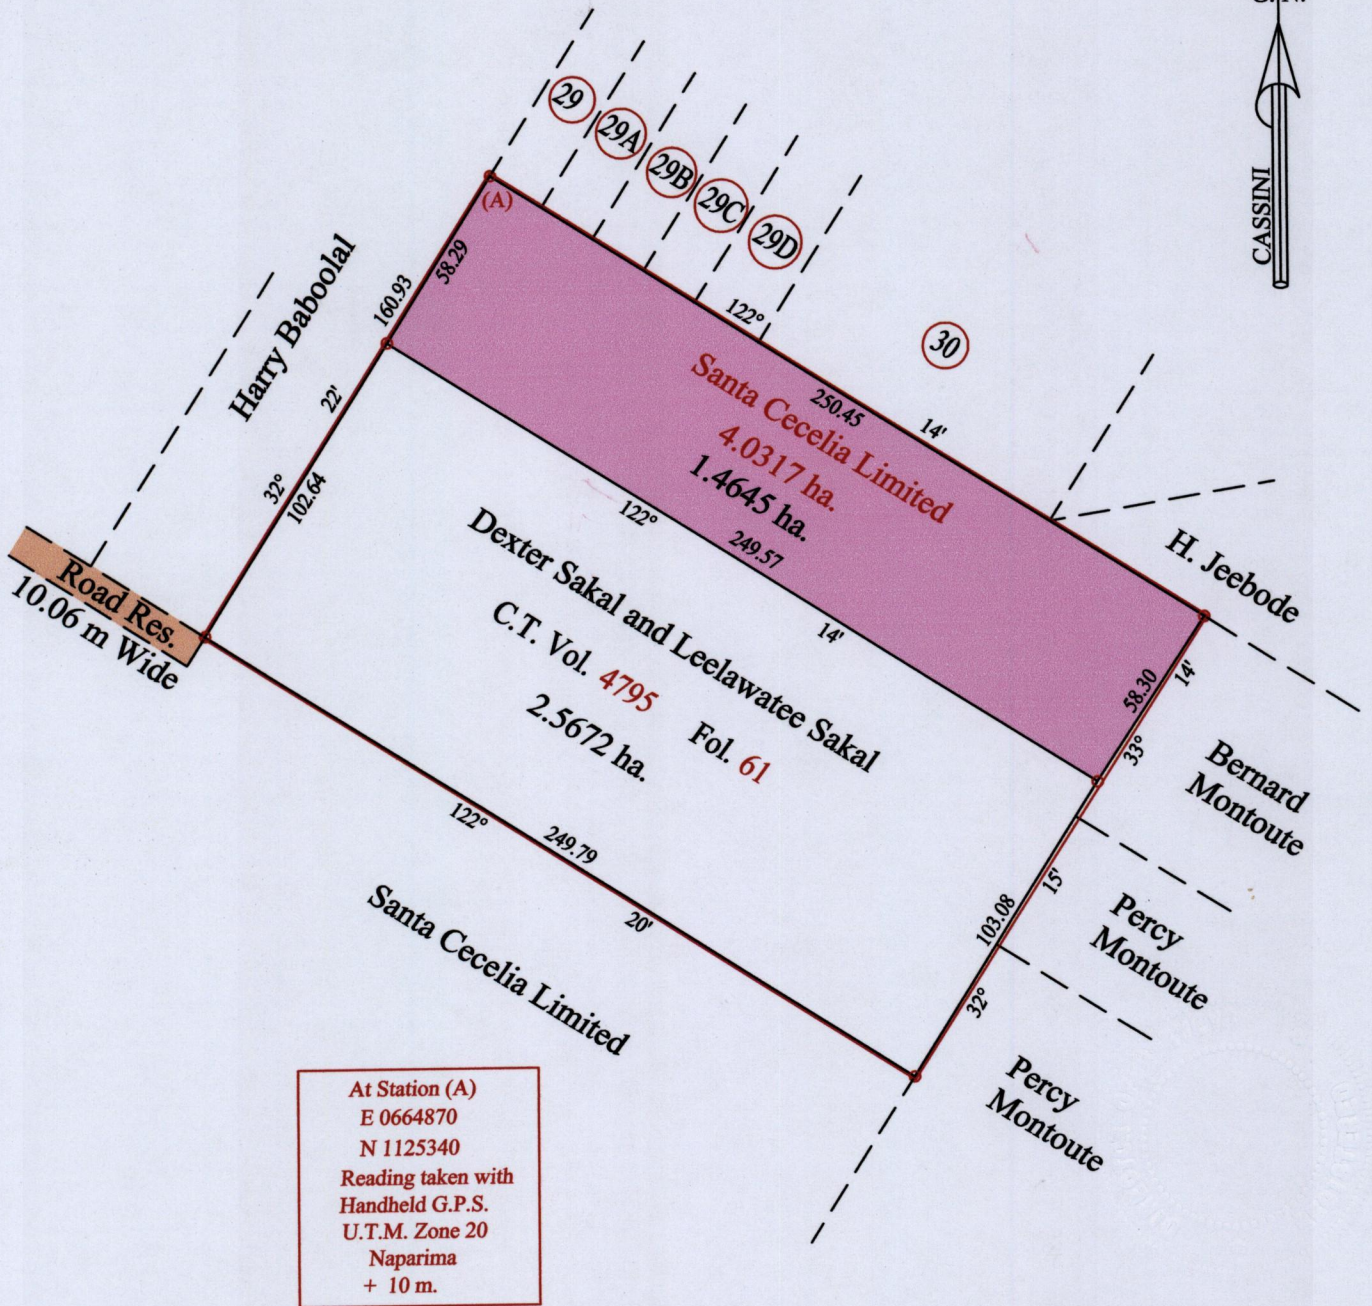 CASSINI
29
29A
29B
29C
29D
30
(A)
Harry Baboolal
160.93
58.29
22'
32°
102.64
122°
250.45
14'
Santa Cecelia Limited
4.0317 ha.
1.4645 ha.
122°
249.57
14'
H. Jeebode
58.30
14'
33°
Road Res.
10.06 m Wide
Dexter Sakal and Leelawatee Sakal
C.T. Vol. 4795 Fol. 61
2.5672 ha.
Bernard
Montoute
122°
249.79
20'
103.08
15'
32°
Percy
Montoute
Santa Cecelia Limited
Percy
Montoute
At Station (A)
E 0664870
N 1125340
Reading taken with
Handheld G.P.S.
U.T.M. Zone 20
Naparima
+ 10 m.